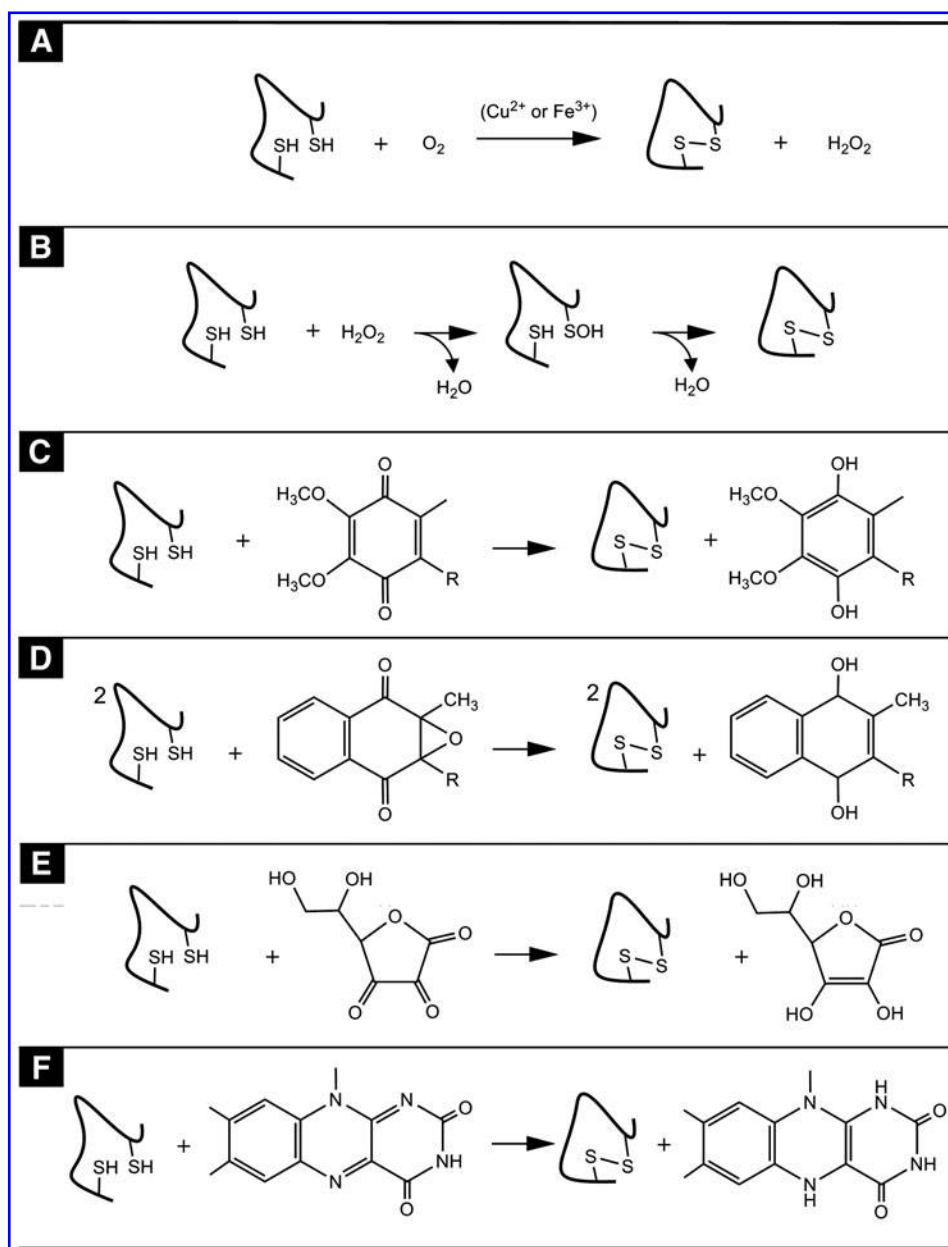 A
(Cu²⁺ or Fe³⁺)
SH SH + O₂ S S + H₂O₂
B
SH SH + H₂O₂ SH SOH S S
H₂O H₂O
C
O OH
H₃CO H₃CO
SH SH + S S +
H₃CO R H₃CO R
O OH
D
2 O 2 OH
CH₃ CH₃
SH SH + O S S +
R R
O OH
E
HO OH HO OH
O O O O
SH SH + S S +
O O HO OH
F
N N O N H N O
SH SH + NH S S + NH
N O N H O